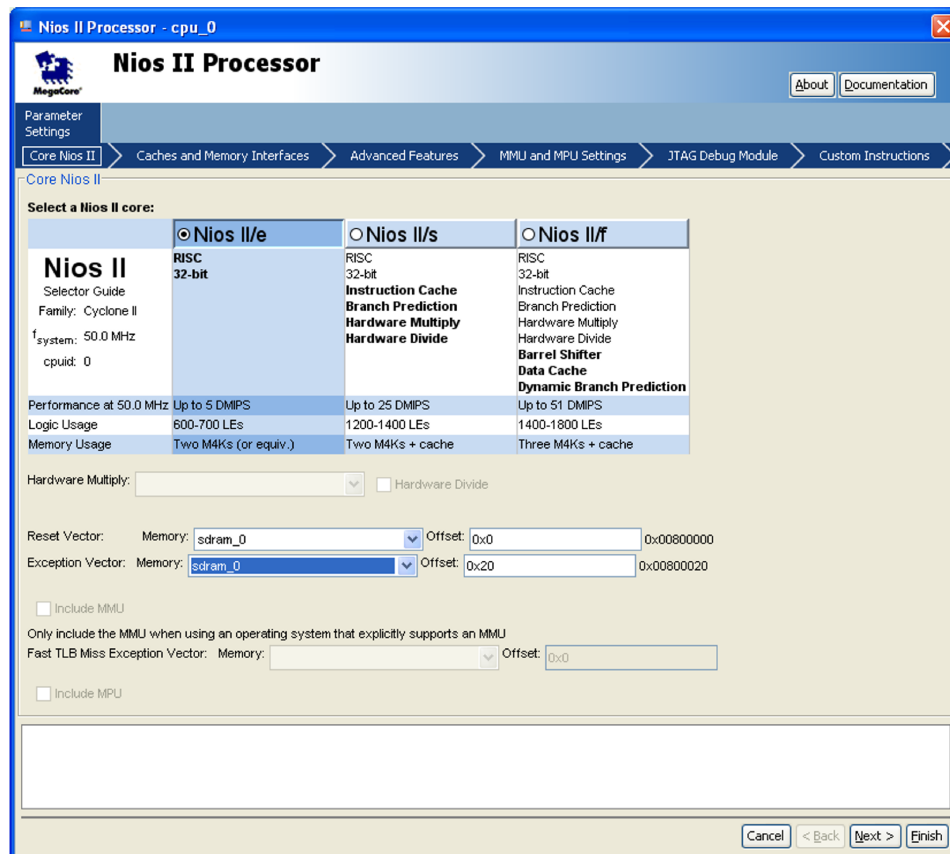 Nios II Processor - cpu_0
MegaCore®
Nios II Processor
About
Documentation
Parameter
Settings
Core Nios II
Caches and Memory Interfaces
Advanced Features
MMU and MPU Settings
JTAG Debug Module
Custom Instructions
Core Nios II
Select a Nios II core:
Nios II/e
Nios II/s
Nios II/f
Nios II
Selector Guide
Family: Cyclone II
fsystem: 50.0 MHz
cpuid: 0
RISC
32-bit
RISC
32-bit
Instruction Cache
Branch Prediction
Hardware Multiply
Hardware Divide
RISC
32-bit
Instruction Cache
Branch Prediction
Hardware Multiply
Hardware Divide
Barrel Shifter
Data Cache
Dynamic Branch Prediction
Performance at 50.0 MHz Up to 5 DMIPS Up to 25 DMIPS Up to 51 DMIPS
Logic Usage 600-700 LEs 1200-1400 LEs 1400-1800 LEs
Memory Usage Two M4Ks (or equiv.) Two M4Ks + cache Three M4Ks + cache
Hardware Multiply: Hardware Divide
Reset Vector: Memory: sdram_0 Offset: 0x0 0x00800000
Exception Vector: Memory: sdram_0 Offset: 0x20 0x00800020
Include MMU
Only include the MMU when using an operating system that explicitly supports an MMU
Fast TLB Miss Exception Vector: Memory: Offset: 0x0
Include MPU
Cancel < Back Next > Finish